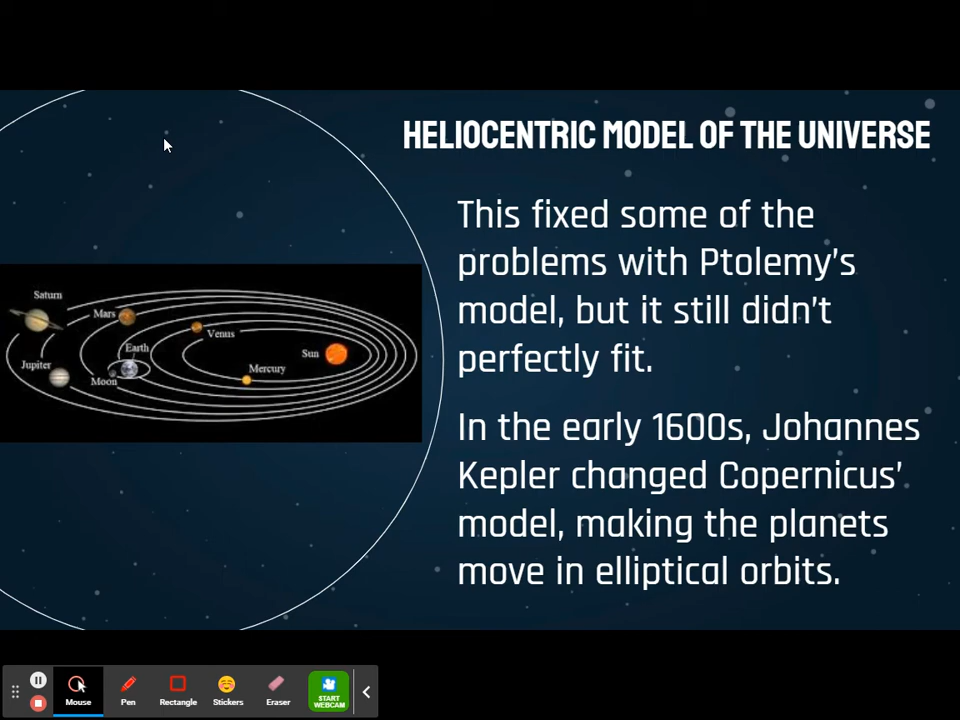 HELIOCENTRIC MODEL OF THE UNIVERSE
This fixed some of the
problems with Ptolemy's
model, but it still didn't
perfectly fit.
In the early 1600s, Johannes
Kepler changed Copernicus'
model, making the planets
move in elliptical orbits.
Saturn
Mars
Venus
Earth
Sun
Jupiter
Mercury
Moon
Mouse
Pen
Rectangle
Stickers
Eraser
START
WEBCAM